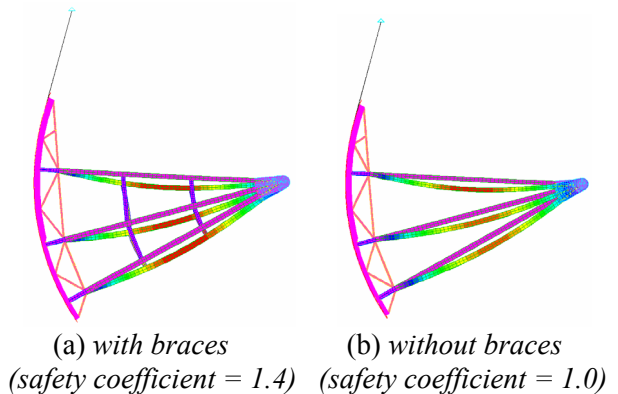 (a) with braces
(safety coefficient = 1.4)
(b) without braces
(safety coefficient = 1.0)